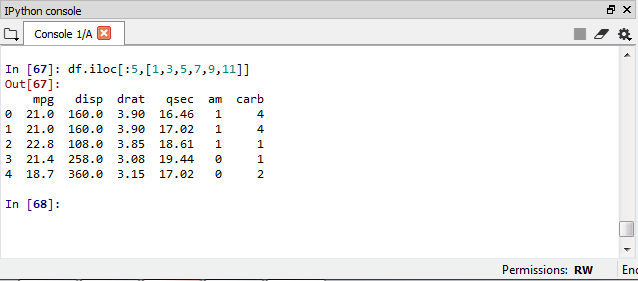 IPython console
Console 1/A
In [67]: df.iloc[:5,[1,3,5,7,9,11]]
Out[67]:
mpg disp drat qsec am carb
0 21.0 160.0 3.90 16.46 1 4
1 21.0 160.0 3.90 17.02 1 4
2 22.8 108.0 3.85 18.61 1 1
3 21.4 258.0 3.08 19.44 0 1
4 18.7 360.0 3.15 17.02 0 2
In [68]:
Permissions: RW Enc